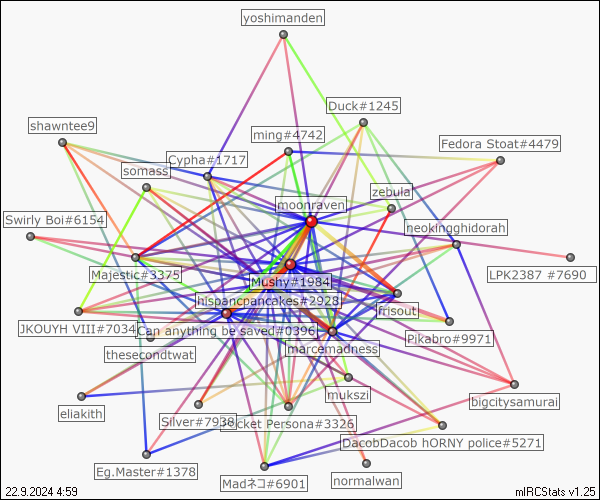 yoshimanden
Duck#1245
shawntee9
ming#4742
Fedora Stoat#4479
Cypha#1717
somass
zebula
moonraven
Swirly Boi#6154
neokingghidorah
Majestic#3375
LPK2387 #7690
Mushy#1984
hispancpancakes#2928
frisout
JKOUYH VIII#7034
Can anything be saved#0396
Pikabro#9971
thesecondtwat
marcemadness
mukszi
bigcitysamurai
eliakith
Silver#7938
Persona#3326
DacobDacob hORNY police#5271
Eg.Master#1378
Madネコ#6901
normalwan
22.9.2024 4:59
mIRCStats v1.25